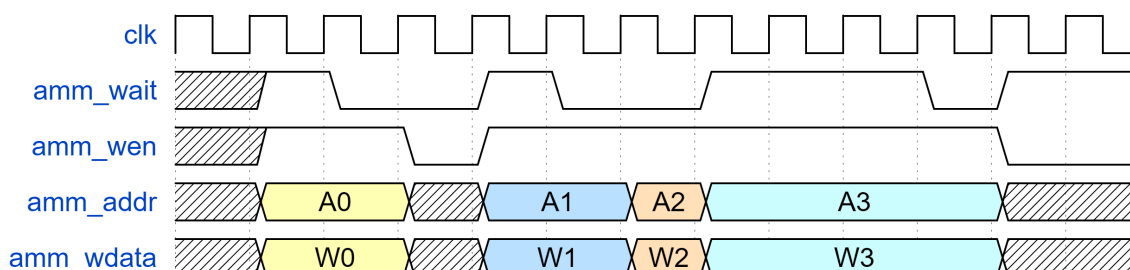 clk
amm_wait
amm_wen
amm_addr A0 A1 A2 A3
amm_wdata W0 W1 W2 W3